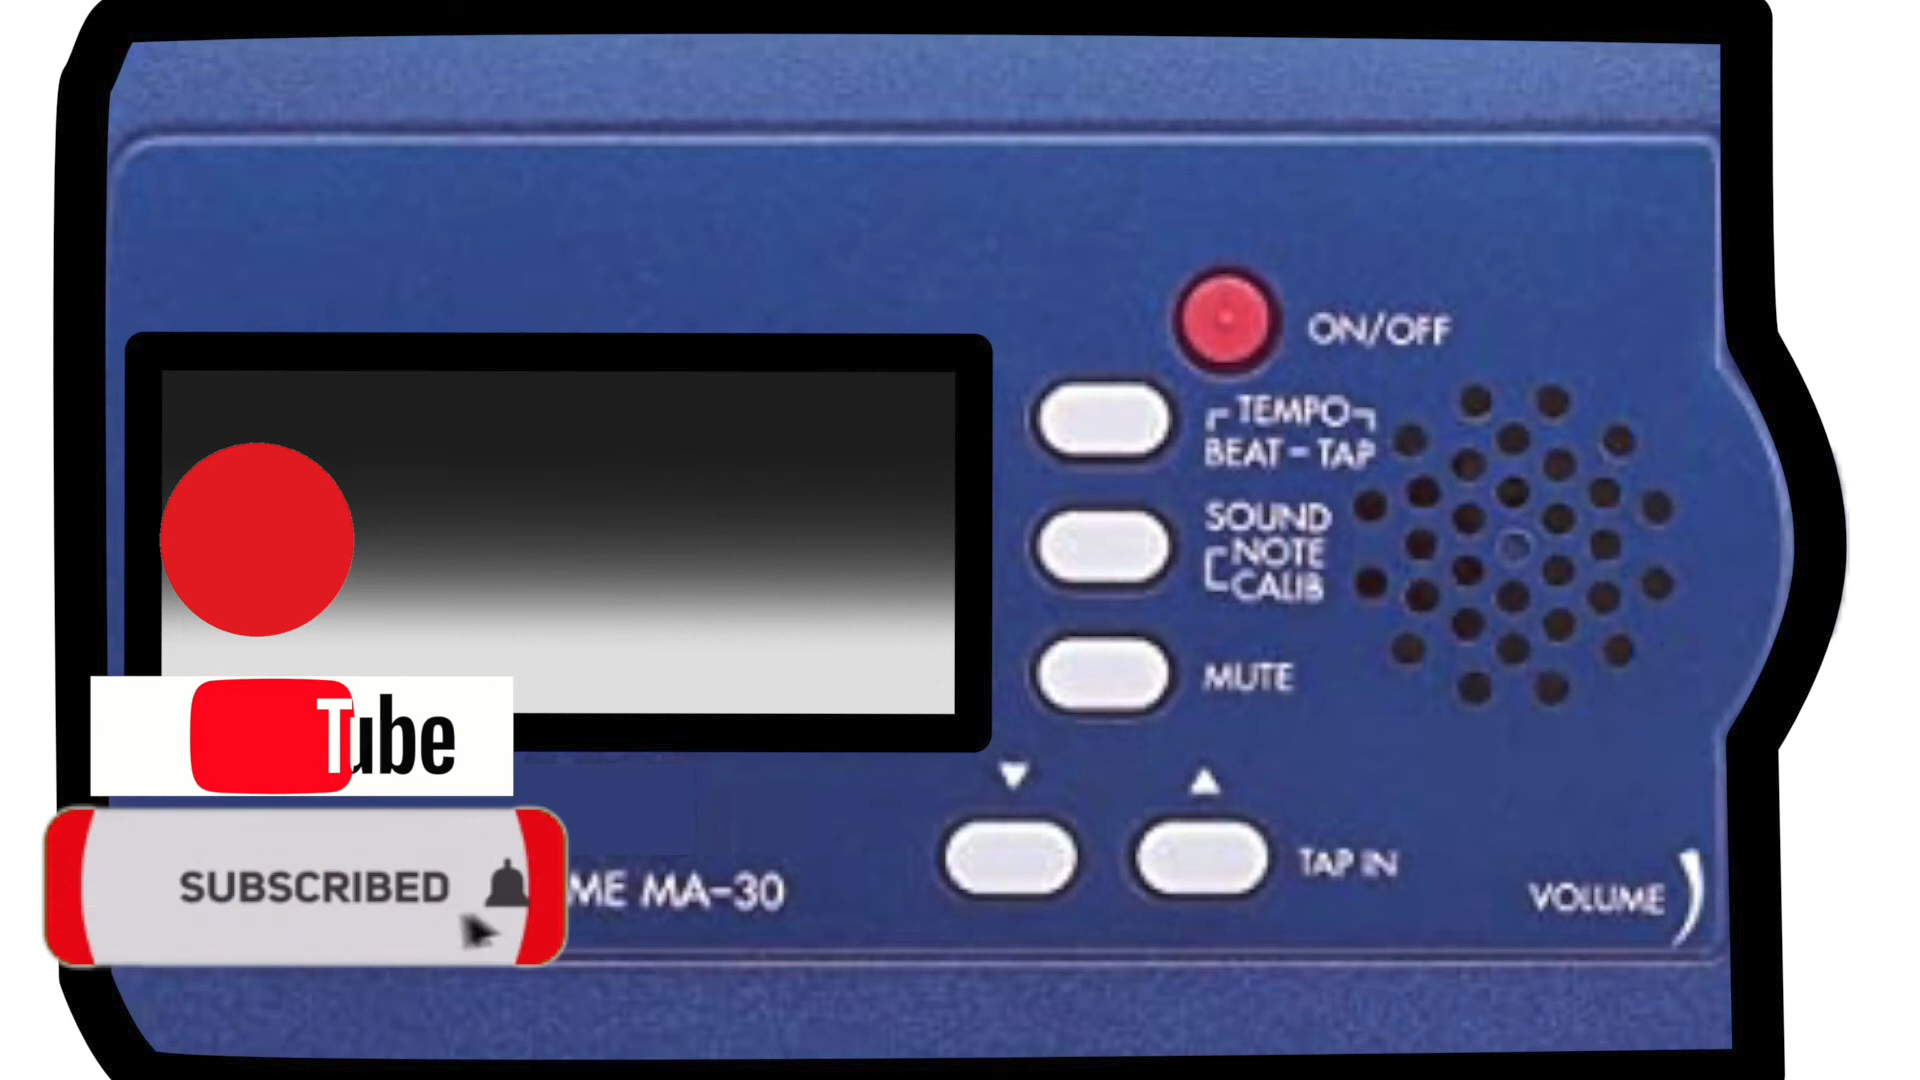 ON/OFF
TEMPO
BEAT - TAP
SOUND
NOTE
CALIB
MUTE
Tube
▼ ▲
TAP IN
SUBSCRIBED
ME MA-30
VOLUME